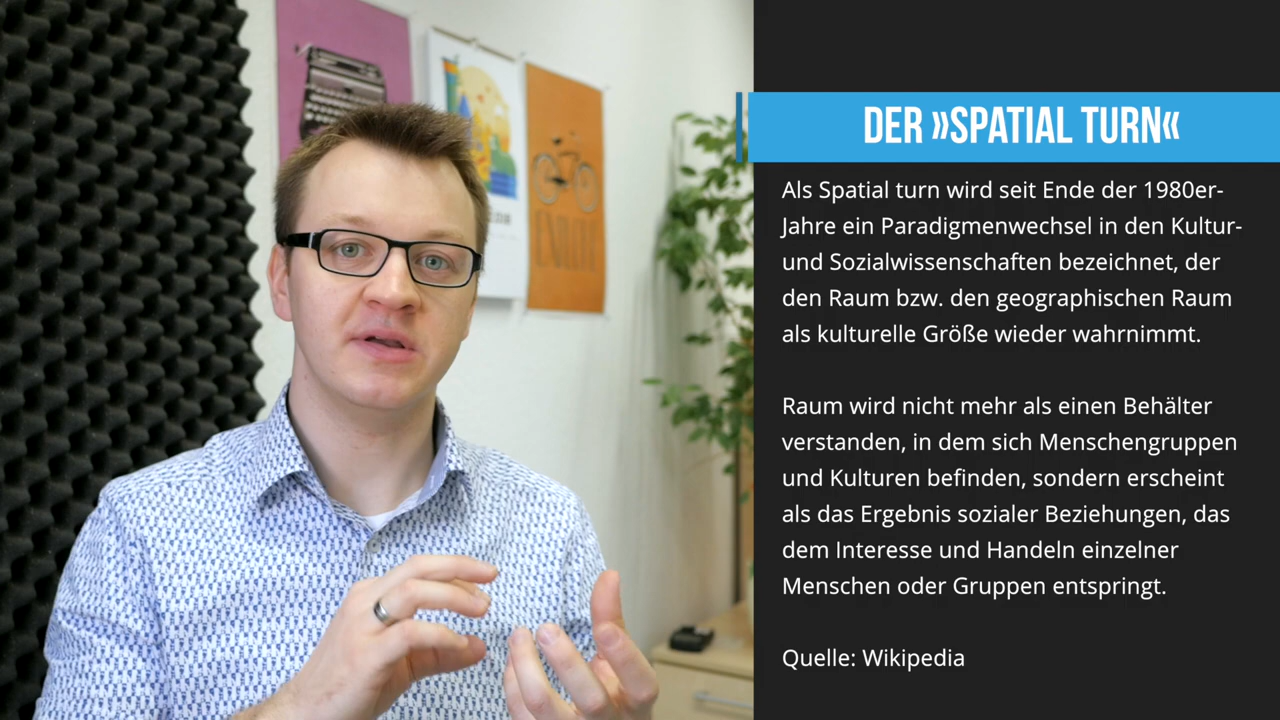 DER »SPATIAL TURN«
Als Spatial turn wird seit Ende der 1980er-
Jahre ein Paradigmenwechsel in den Kultur-
und Sozialwissenschaften bezeichnet, der
den Raum bzw. den geographischen Raum
als kulturelle Größe wieder wahrnimmt.
Raum wird nicht mehr als einen Behälter
verstanden, in dem sich Menschengruppen
und Kulturen befinden, sondern erscheint
als das Ergebnis sozialer Beziehungen, das
dem Interesse und Handeln einzelner
Menschen oder Gruppen entspringt.
Quelle: Wikipedia